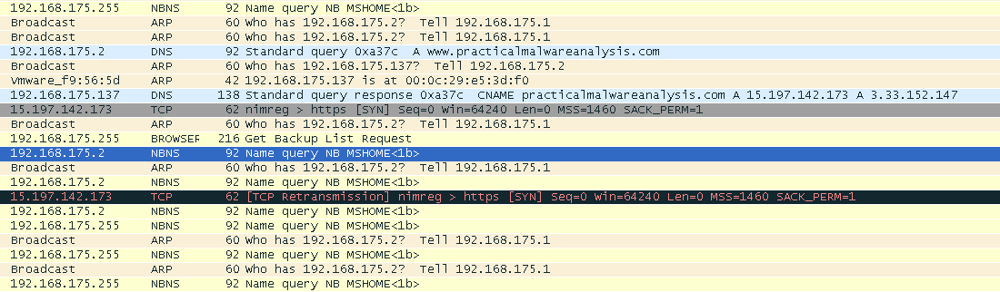 192.168.175.255 NBNS 92 Name query NB MSHOME<1b>
Broadcast ARP 60 Who has 192.168.175.2? Tell 192.168.175.1
Broadcast ARP 60 Who has 192.168.175.2? Tell 192.168.175.1
192.168.175.2 DNS 92 Standard query 0xa37c A www.practicalmalwareanalysis.com
Broadcast ARP 60 Who has 192.168.175.137? Tell 192.168.175.2
Vmware_f9:56:5d ARP 42 192.168.175.137 is at 00:0c:29:e5:3d:f0
192.168.175.137 DNS 138 Standard query response 0xa37c CNAME practicalmalwareanalysis.com A 15.197.142.173 A 3.33.152.147
15.197.142.173 TCP 62 nimreg > https [SYN] Seq=0 Win=64240 Len=0 MSS=1460 SACK_PERM=1
Broadcast ARP 60 Who has 192.168.175.2? Tell 192.168.175.1
192.168.175.255 BROWSER 216 Get Backup List Request
192.168.175.2 NBNS 92 Name query NB MSHOME<1b>
Broadcast ARP 60 Who has 192.168.175.2? Tell 192.168.175.1
192.168.175.2 NBNS 92 Name query NB MSHOME<1b>
15.197.142.173 TCP 62 [TCP Retransmission] nimreg > https [SYN] Seq=0 Win=64240 Len=0 MSS=1460 SACK_PERM=1
192.168.175.2 NBNS 92 Name query NB MSHOME<1b>
192.168.175.255 NBNS 92 Name query NB MSHOME<1b>
Broadcast ARP 60 Who has 192.168.175.2? Tell 192.168.175.1
192.168.175.255 NBNS 92 Name query NB MSHOME<1b>
Broadcast ARP 60 Who has 192.168.175.2? Tell 192.168.175.1
192.168.175.255 NBNS 92 Name query NB MSHOME<1b>